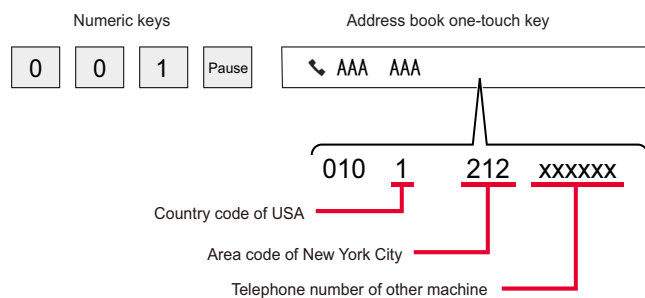 Numeric keys
Address book one-touch key
0 0 1 Pause
AAA AAA
010 1 212 xxxxxx
Country code of USA
Area code of New York City
Telephone number of other machine